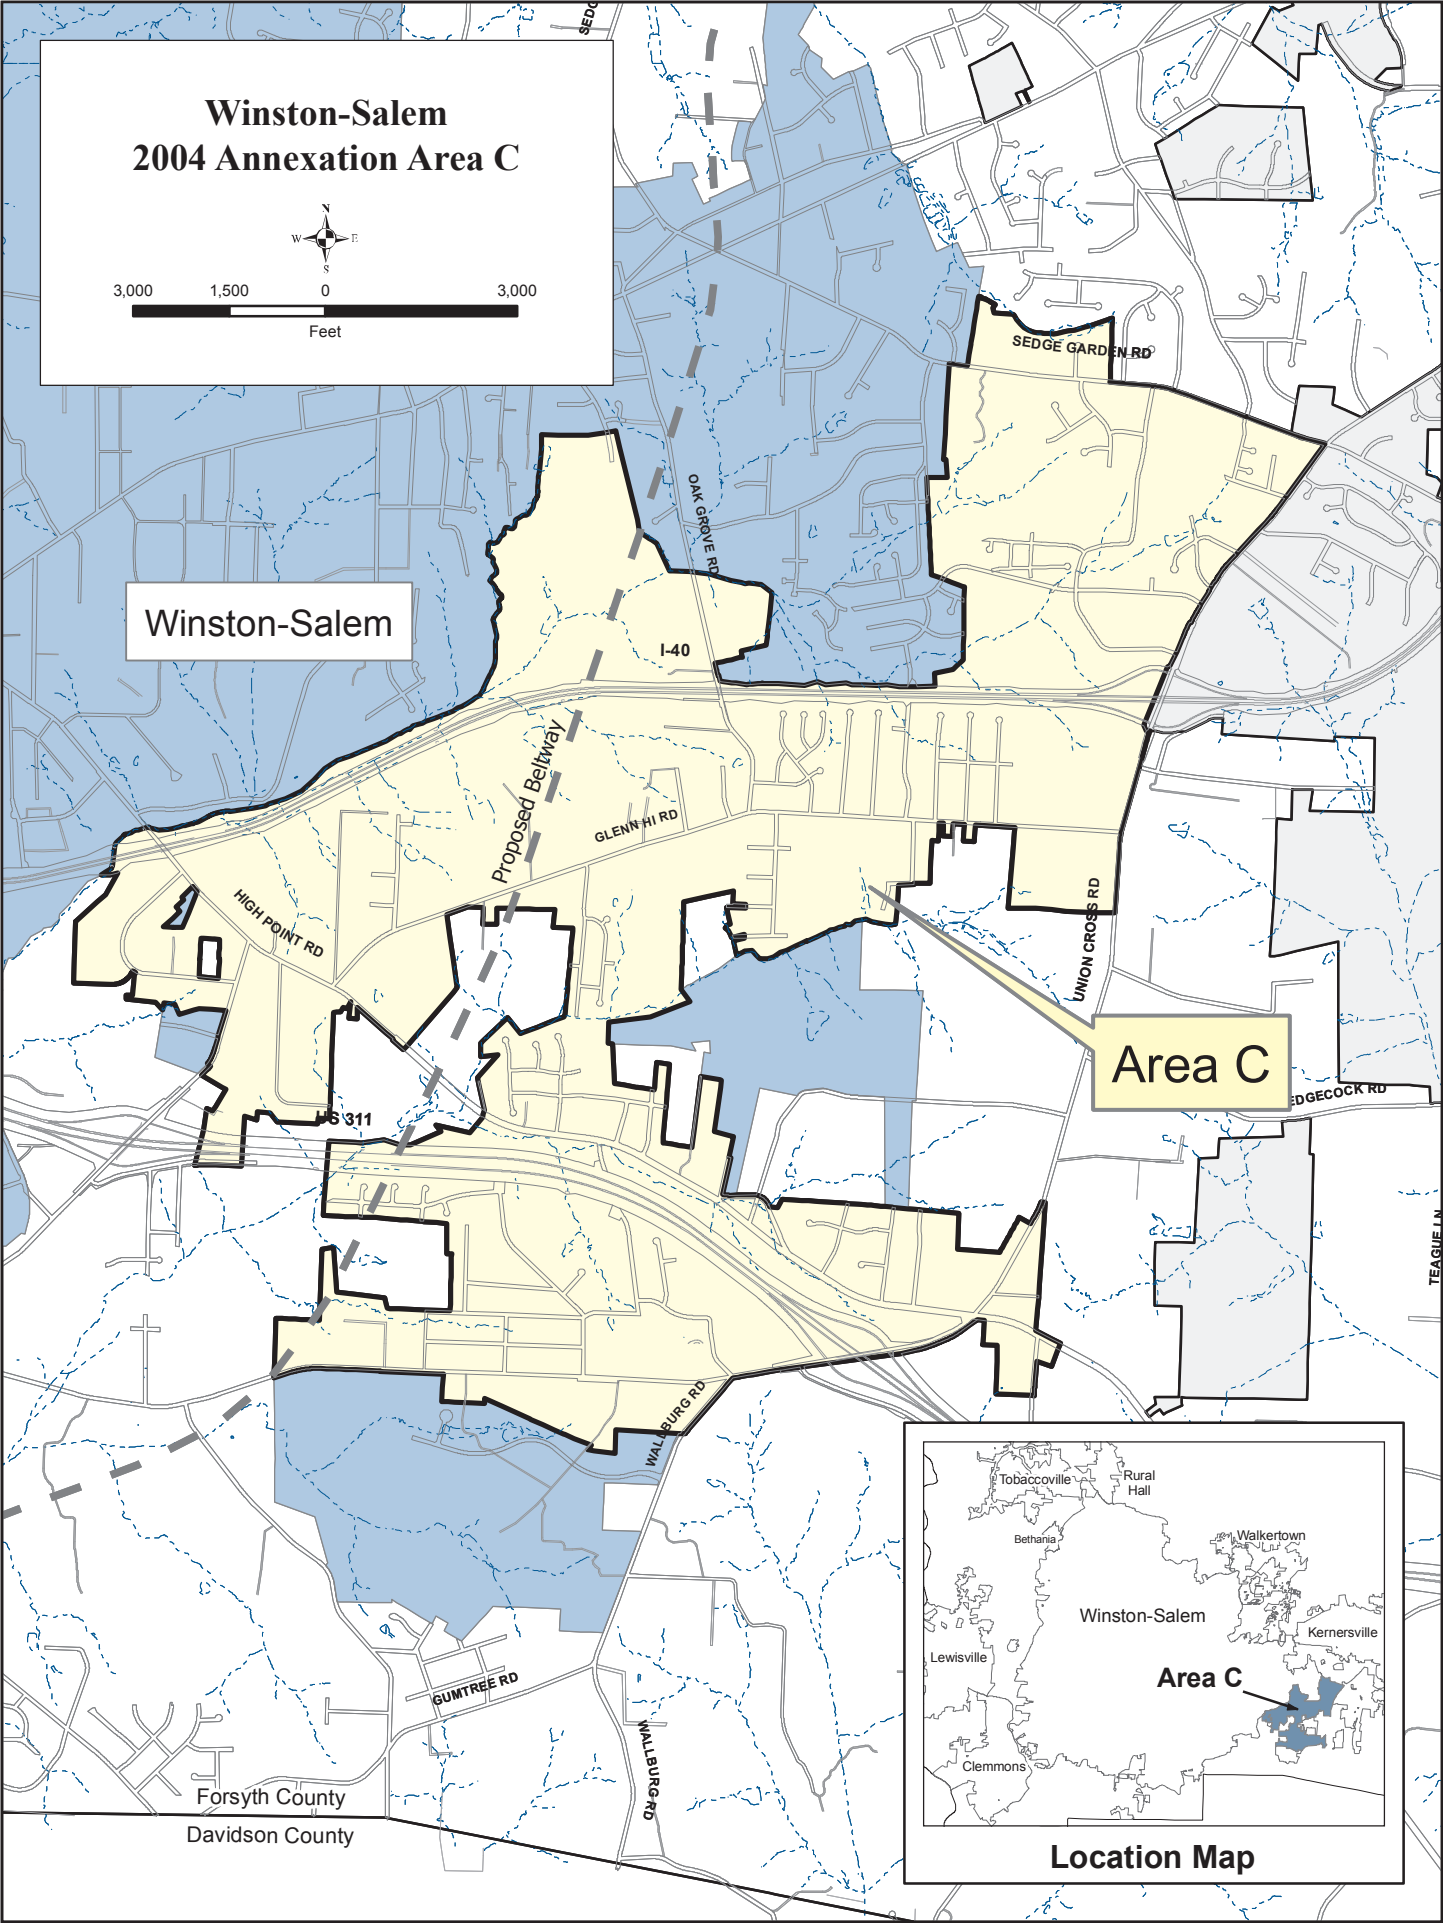 SEDG
Winston-Salem
2004 Annexation Area C
N
W E
S
3,000 1,500 0 3,000
Feet
SEDGE GARDEN RD
OAK GROVE RD
Winston-Salem
I-40
Proposed Beltway
GLENN HI RD
HIGH POINT RD
UNION CROSS RD
Area C
EDGECOCK RD
US 311
TEAGUE LN
WALLBURG RD
Tobaccoville
Rural
Hall
Bethania
Walkertown
Winston-Salem
Kernersville
Lewisville
Area C
Clemmons
Location Map
GUMTREE RD
WALLBURG RD
Forsyth County
Davidson County